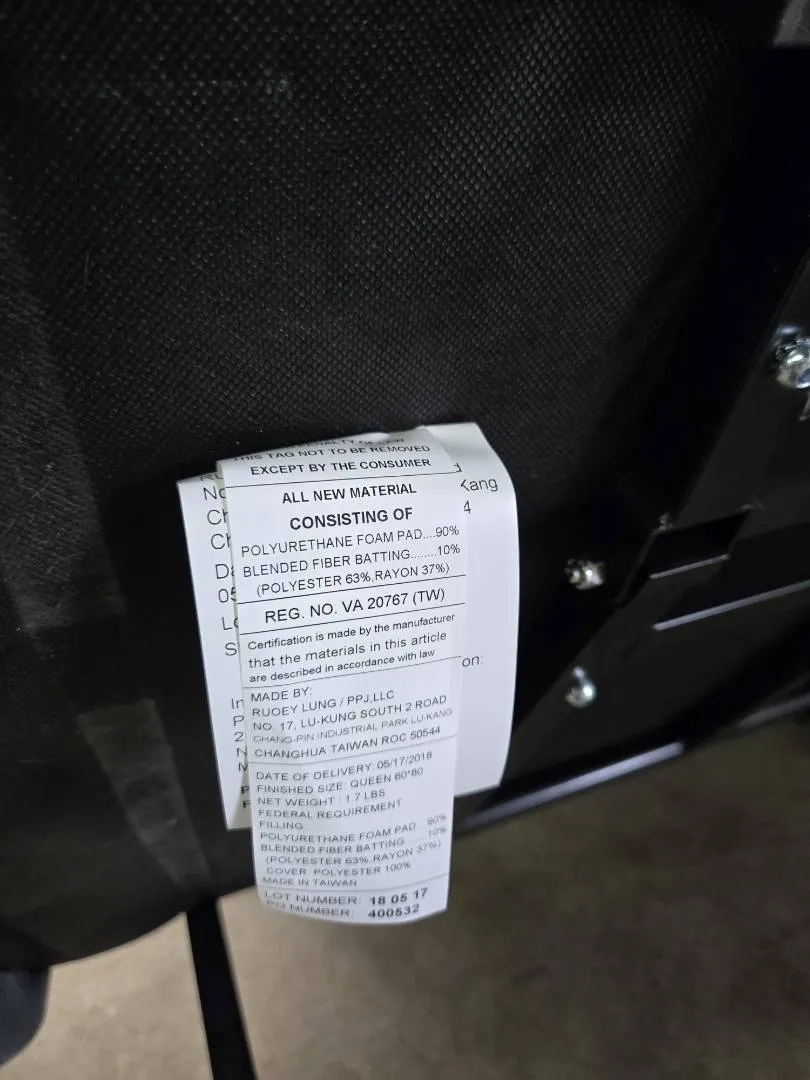 PENALTY OF LAW
THIS TAG NOT TO BE REMOVED
EXCEPT BY THE CONSUMER
ALL NEW MATERIAL
CONSISTING OF
POLYURETHANE FOAM PAD....90%
BLENDED FIBER BATTING........10%
(POLYESTER 63%,RAYON 37%)
REG. NO. VA 20767 (TW)
Certification is made by the manufacturer
that the materials in this article
are described in accordance with law
MADE BY:
RUOEY LUNG / PPJ,LLC
NO. 17, LU-KUNG SOUTH 2 ROAD
CHANG-PIN INDUSTRIAL PARK LU-KANG
CHANGHUA TAIWAN ROC 50544
DATE OF DELIVERY: 05/17/2018
FINISHED SIZE: QUEEN 60*80
NET WEIGHT : 1.7 LBS
FEDERAL REQUIREMENT
FILLING
POLYURETHANE FOAM PAD 90%
BLENDED FIBER BATTING.....10%
(POLYESTER 63%,RAYON 37%)
COVER: POLYESTER 100%
MADE IN TAIWAN
LOT NUMBER: 18 05 17
PO NUMBER: 400532
Kang
4
on: